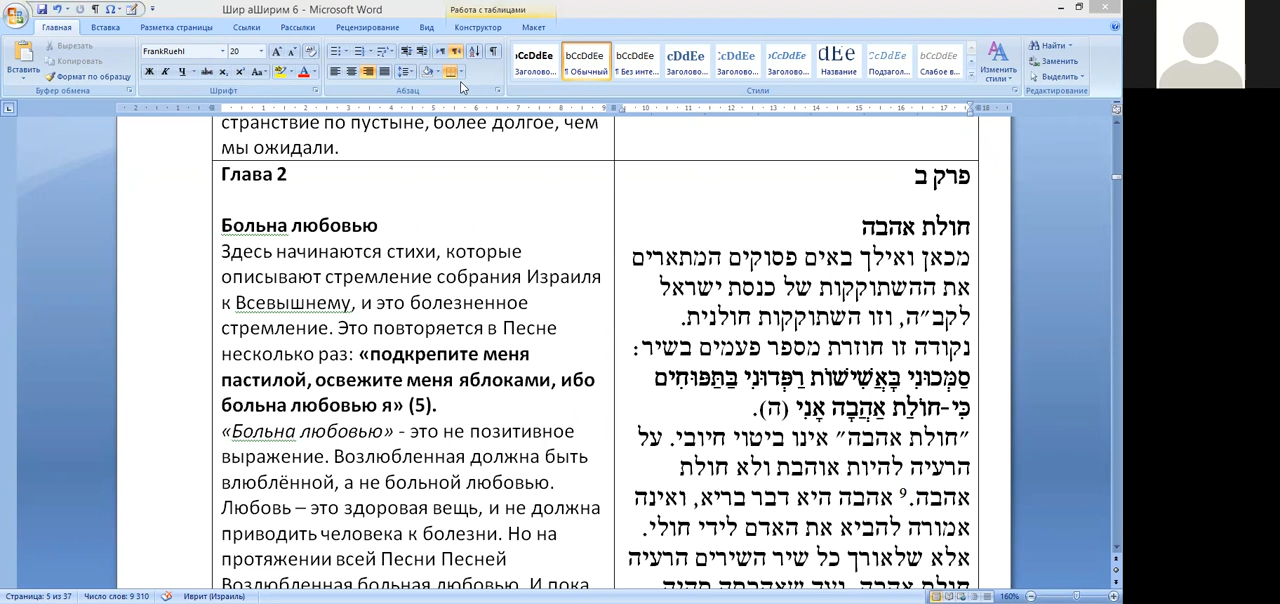 Шир аШирим 6 - Microsoft Word
Работа с таблицами
Главная Вставка Разметка страницы Ссылки Рассылки Рецензирование Вид Конструктор Макет
Вставить
Вырезать
Копировать
Формат по образцу
Буфер обмена
FrankRuehl 20
Шрифт
Абзац
Заголово...
¶ Обычный
¶ Без инте...
Заголово...
Заголово...
Заголово...
Название
Подзагол...
Слабое в...
Стили
Изменить стили
Найти
Заменить
Выделить
Редактирование
странствие по пустыне, более долгое, чем
мы ожидали.
Глава 2
Больна любовью
Здесь начинаются стихи, которые
описывают стремление собрания Израиля
к Всевышнему, и это болезненное
стремление. Это повторяется в Песне
несколько раз: «подкрепите меня
пастилой, освежите меня яблоками, ибо
больна любовью я» (5).
«Больна любовью» - это не позитивное
выражение. Возлюбленная должна быть
влюблённой, а не больной любовью.
Любовь – это здоровая вещь, и не должна
приводить человека к болезни. Но на
протяжении всей Песни Песней
Возлюбленная больная любовью. И пока
פרק ב
חולת אהבה
מכאן ואילך באים פסוקים המתארים
את ההשתוקקות של כנסת ישראל
לקב״ה, וזו השתוקקות חולנית.
נקודה זו חוזרת מספר פעמים בשיר:
סַמְּכוּנִי בָּאֲשִׁישׁוֹת רַפְּדוּנִי בַּתַּפּוּחִים
כִּי-חוֹלַת אַהֲבָה אָנִי (ה).
״חולת אהבה״ אינו ביטוי חיובי. על
הרעיה להיות אוהבת ולא חולת
אהבה.9 אהבה היא דבר בריא, ואינה
אמורה להביא את האדם לידי חולי.
אלא שלאורך כל שיר השירים הרעיה
Страница: 5 из 37 Число слов: 9 310 Иврит (Израиль) 160%